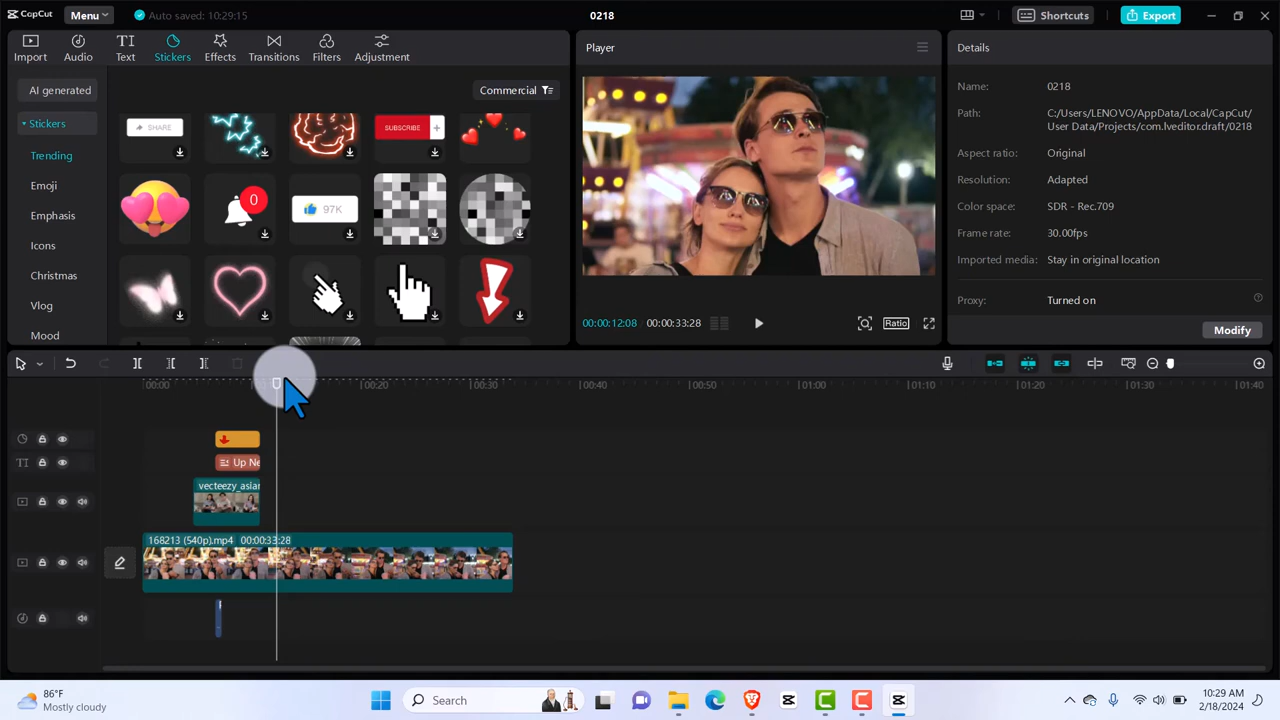 CapCut
Menu
Auto saved: 10:29:15
0218
Shortcuts
Export
Import
Audio
Text
Stickers
Effects
Transitions
Filters
Adjustment
AI generated
Stickers
Trending
Emoji
Emphasis
Icons
Christmas
Vlog
Mood
Commercial
SHARE
SUBSCRIBE
0
97K
Player
00:00:12:08
00:00:33:28
Ratio
Details
Name:
0218
Path:
C:/Users/LENOVO/AppData/Local/CapCut/
User Data/Projects/com.lveditor.draft/0218
Aspect ratio:
Original
Resolution:
Adapted
Color space:
SDR - Rec.709
Frame rate:
30.00fps
Imported media:
Stay in original location
Proxy:
Turned on
Modify
00:00
00:20
00:30
00:40
00:50
01:00
01:10
01:20
01:30
01:40
Up Ne
vecteezy_asian
168213 (540p).mp4 00:00:33:28
86°F
Mostly cloudy
Search
10:29 AM
2/18/2024